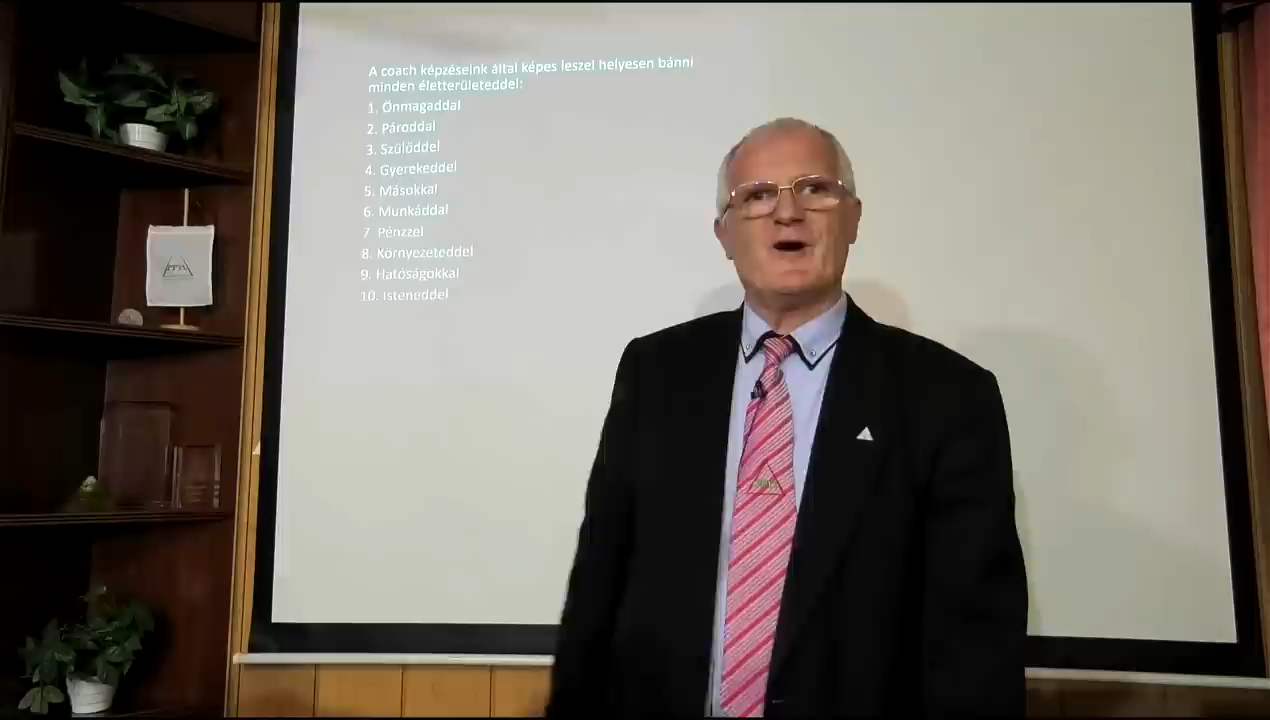 A coach képzéseink által képes leszel helyesen bánni
minden életterületeddel:
1. Önmagaddal
2. Pároddal
3. Szülőddel
4. Gyerekeddel
5. Másokkal
6. Munkáddal
7 Pénzzel
8. Környezeteddel
9. Hatóságokkal
10. Isteneddel